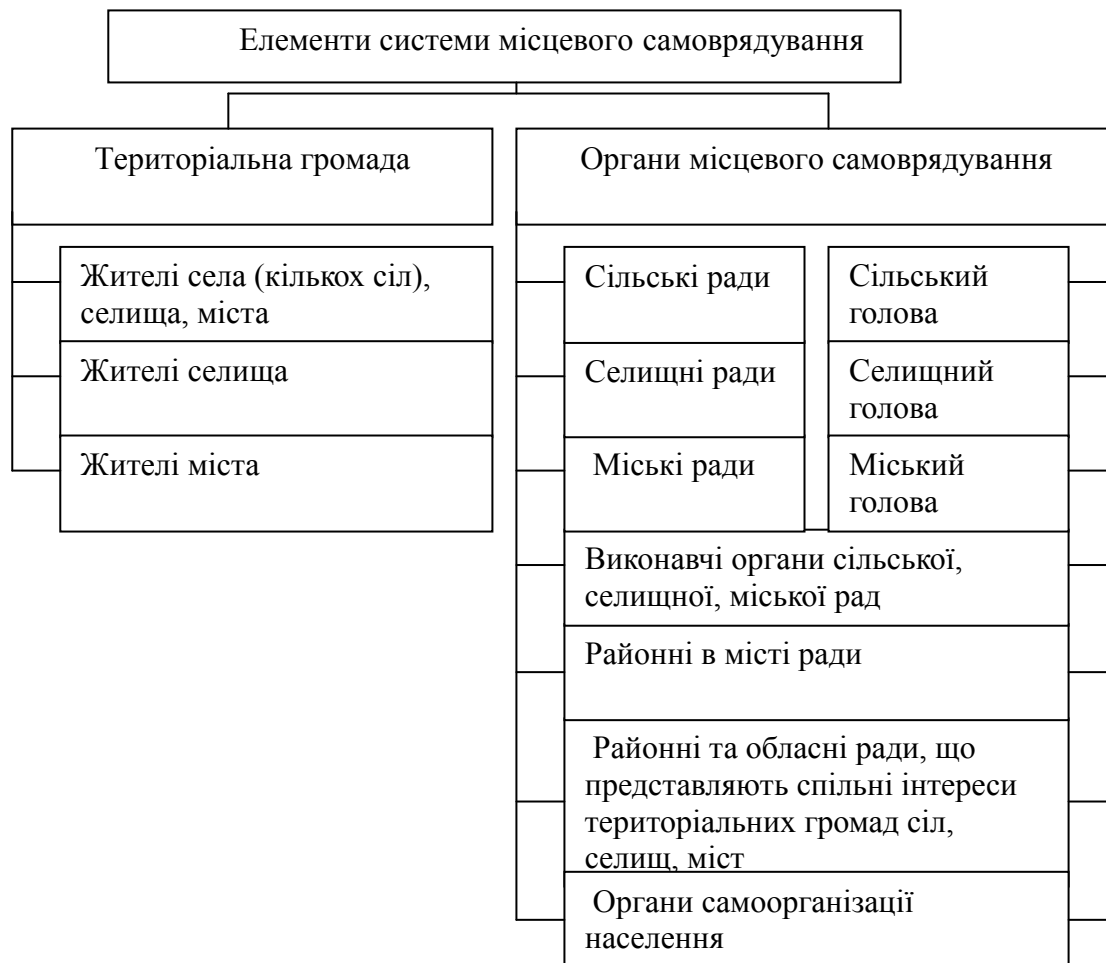 Елементи системи місцевого самоврядування
Територіальна громада
Органи місцевого самоврядування
Жителі села (кількох сіл),
селища, міста
Жителі селища
Жителі міста
Сільські ради
Сільський
голова
Селищні ради
Селищний
голова
Міські ради
Міський
голова
Виконавчі органи сільської,
селищної, міської рад
Районні в місті ради
Районні та обласні ради, що
представляють спільні інтереси
територіальних громад сіл,
селищ, міст
Органи самоорганізації
населення